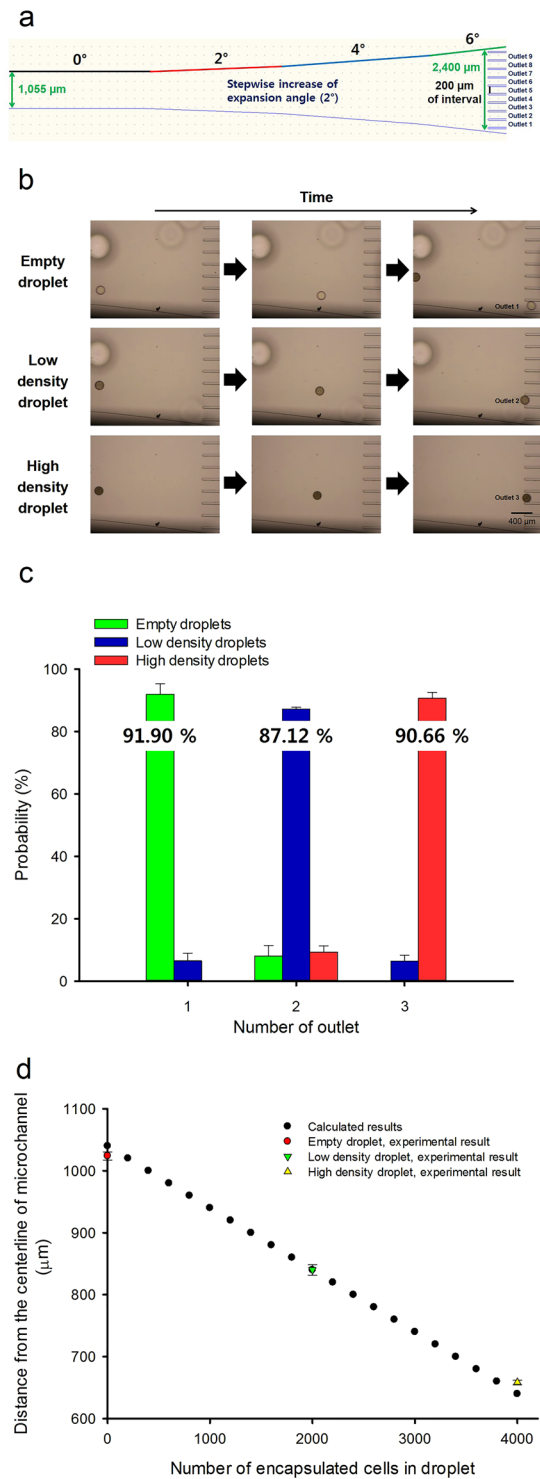 a
0°
2°
4°
6°
1,055 µm
Stepwise increase of
expansion angle (2°)
2,400 µm
200 µm
of interval
Outlet 9
Outlet 8
Outlet 7
Outlet 6
Outlet 5
Outlet 4
Outlet 3
Outlet 2
Outlet 1
b
Time
Empty
droplet
Outlet 1
Low
density
droplet
Outlet 2
High
density
droplet
Outlet 3
400 µm
c
Empty droplets
Low density droplets
High density droplets
100
80
60
40
20
0
Probability (%)
91.90 %
87.12 %
90.66 %
1
2
3
Number of outlet
d
1100
1000
900
800
700
600
Distance from the centerline of microchannel
(µm)
Calculated results
Empty droplet, experimental result
Low density droplet, experimental result
High density droplet, experimental result
0
1000
2000
3000
4000
Number of encapsulated cells in droplet